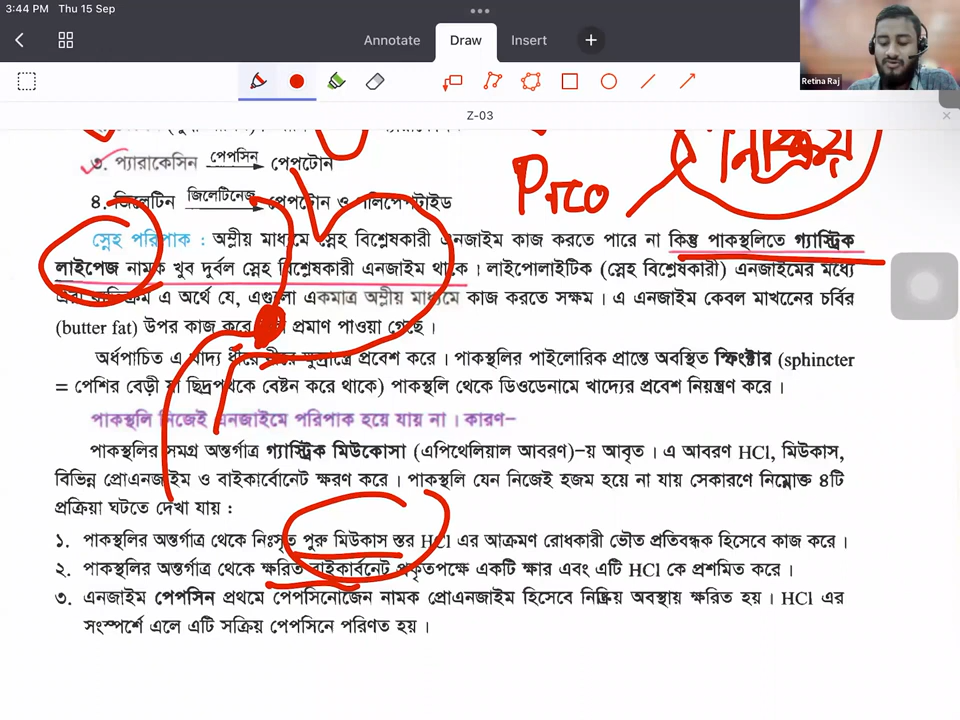 3:44 PM Thu 15 Sep
Annotate Draw Insert
Retina Raj
Z-03
৩. প্যারাকেসিন পেপসিন পেপটোন
নিষ্ক্রিয়
Pro
৪. জিলেটিন জিলেটিনেজ পেপটোন ও পলিপেপটাইড
স্নেহ পরিপাক : অম্লীয় মাধ্যমে স্নেহ বিশ্লেষকারী এনজাইম কাজ করতে পারে না কিন্তু পাকস্থলিতে গ্যাস্ট্রিক
লাইপেজ নামক খুব দুর্বল স্নেহ বিশ্লেষকারী এনজাইম থাকে। লাইপোলাইটিক (স্নেহ বিশ্লেষকারী) এনজাইমের মধ্যে
এরা ব্যতিক্রম এ অর্থে যে, এগুলো একমাত্র অম্লীয় মাধ্যমে কাজ করতে সক্ষম। এ এনজাইম কেবল মাখনের চর্বির
(butter fat) উপর কাজ করে প্রমাণ পাওয়া গেছে।
অর্ধপাচিত এ খাদ্য ধীরে ধীরে ক্ষুদ্রান্ত্রে প্রবেশ করে। পাকস্থলির পাইলোরিক প্রান্তে অবস্থিত স্ফিংক্টার (sphincter
= পেশির বেড়ী যা ছিদ্রপথকে বেষ্টন করে থাকে) পাকস্থলি থেকে ডিওডেনামে খাদ্যের প্রবেশ নিয়ন্ত্রণ করে।
পাকস্থলি নিজেই এনজাইমে পরিপাক হয়ে যায় না। কারণ-
পাকস্থলির সমগ্র অন্তর্গাত্র গ্যাস্ট্রিক মিউকোসা (এপিথেলিয়াল আবরণ)-য় আবৃত। এ আবরণ HCl, মিউকাস,
বিভিন্ন প্রোএনজাইম ও বাইকার্বোনেট ক্ষরণ করে। পাকস্থলি যেন নিজেই হজম হয়ে না যায় সেকারণে নিম্নোক্ত ৪টি
প্রক্রিয়া ঘটতে দেখা যায় :
১. পাকস্থলির অন্তর্গাত্র থেকে নিঃসৃত পুরু মিউকাস স্তর HCl এর আক্রমণ রোধকারী ভৌত প্রতিবন্ধক হিসেবে কাজ করে।
২. পাকস্থলির অন্তর্গাত্র থেকে ক্ষরিত বাইকার্বনেট প্রকৃতপক্ষে একটি ক্ষার এবং এটি HCl কে প্রশমিত করে।
৩. এনজাইম পেপসিন প্রথমে পেপসিনোজেন নামক প্রোএনজাইম হিসেবে নিষ্ক্রিয় অবস্থায় ক্ষরিত হয়। HCl এর
সংস্পর্শে এলে এটি সক্রিয় পেপসিনে পরিণত হয়।